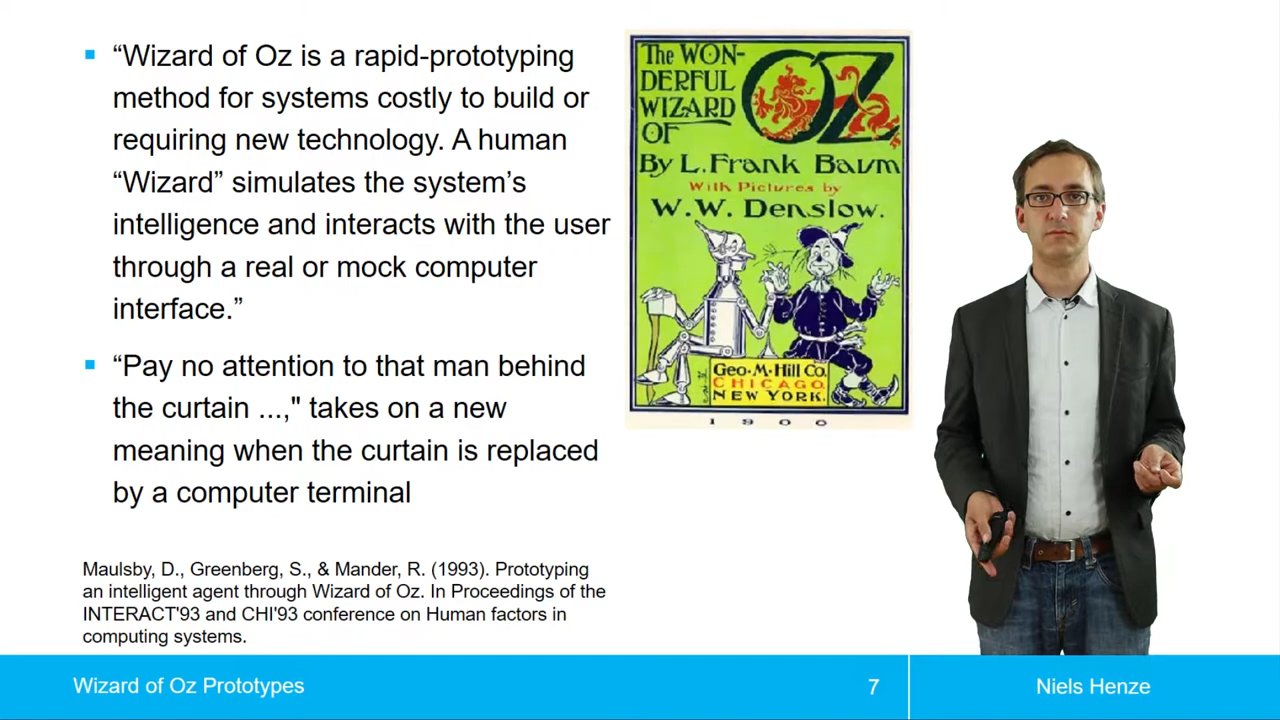 “Wizard of Oz is a rapid-prototyping
method for systems costly to build or
requiring new technology. A human
“Wizard” simulates the system’s
intelligence and interacts with the user
through a real or mock computer
interface.”
“Pay no attention to that man behind
the curtain ...," takes on a new
meaning when the curtain is replaced
by a computer terminal
Maulsby, D., Greenberg, S., & Mander, R. (1993). Prototyping
an intelligent agent through Wizard of Oz. In Proceedings of the
INTERACT'93 and CHI'93 conference on Human factors in
computing systems.
The WON-
DERFUL
WIZARD
OF
OZ
By L. Frank Baum
With Pictures by
W. W. Denslow.
Geo. M. Hill Co.
CHICAGO.
NEW YORK.
1900
Wizard of Oz Prototypes
7
Niels Henze